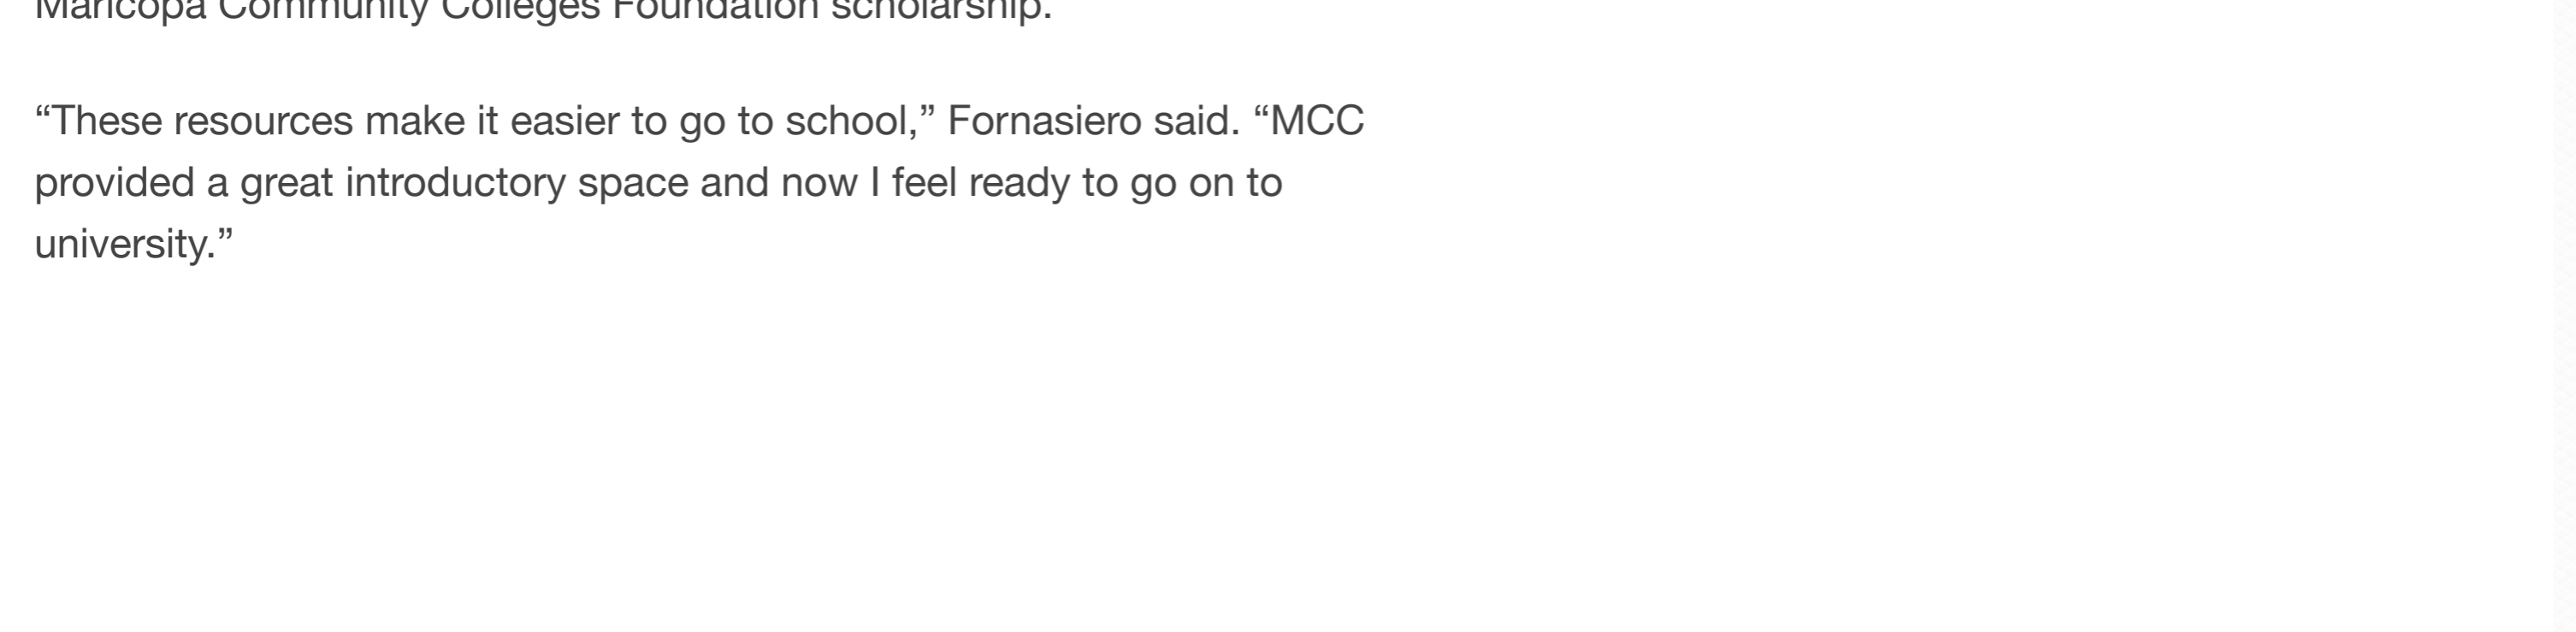 Maricopa Community Colleges Foundation scholarship.
“These resources make it easier to go to school,” Fornasiero said. “MCC
provided a great introductory space and now I feel ready to go on to
university.”